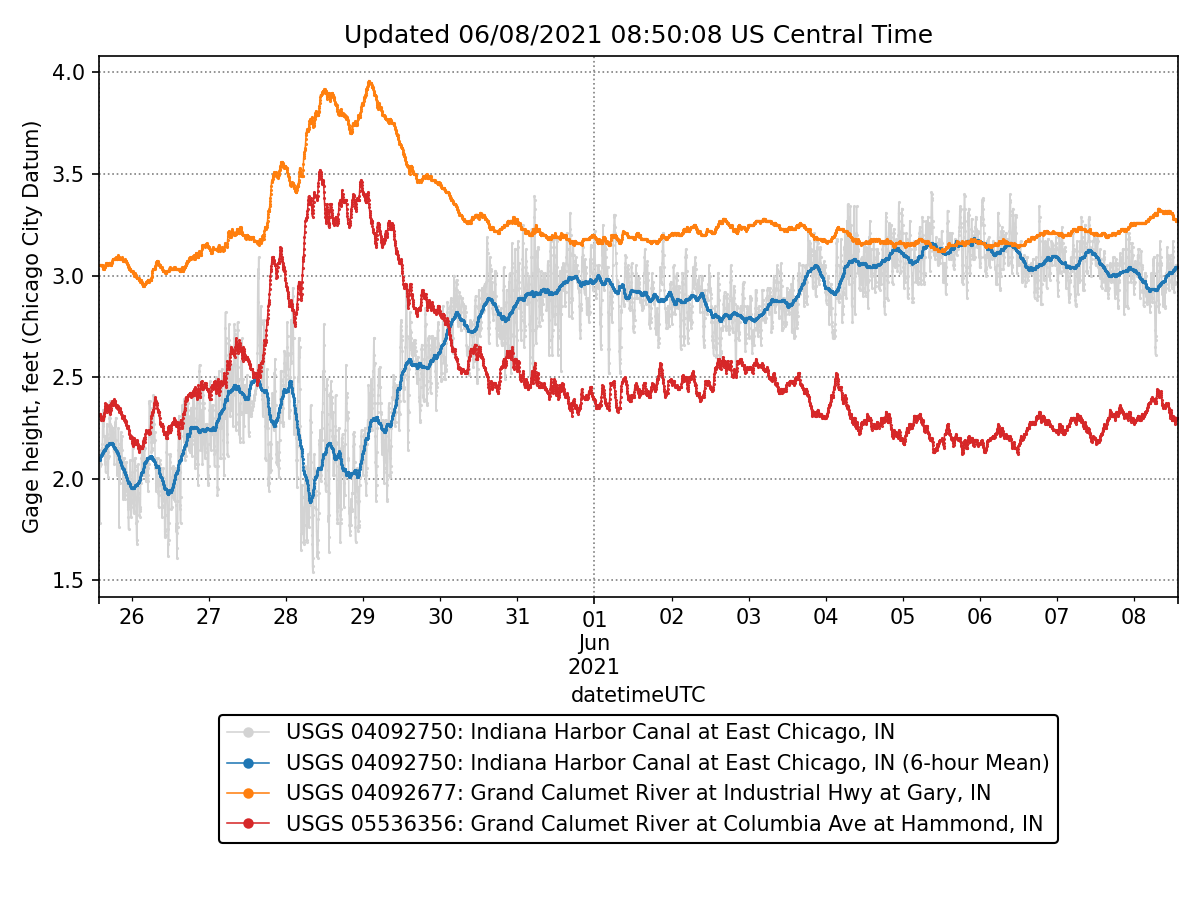 Updated 06/08/2021 08:50:08 US Central Time
Gage height, feet (Chicago City Datum)
4.0
3.5
3.0
2.5
2.0
1.5
26 27 28 29 30 31 01 02 03 04 05 06 07 08
Jun
2021
datetimeUTC
USGS 04092750: Indiana Harbor Canal at East Chicago, IN
USGS 04092750: Indiana Harbor Canal at East Chicago, IN (6-hour Mean)
USGS 04092677: Grand Calumet River at Industrial Hwy at Gary, IN
USGS 05536356: Grand Calumet River at Columbia Ave at Hammond, IN